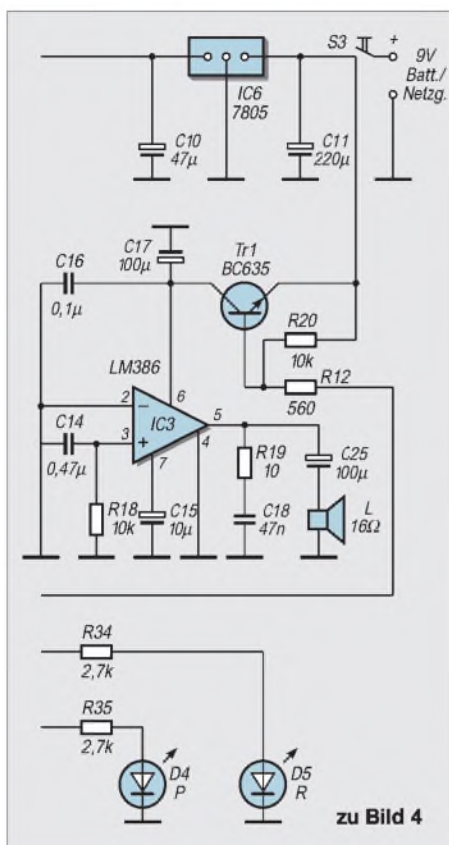 S3
+
9V
Batt./
Netzg.
IC6
7805
C10
47µ
C11
220µ
C17
100µ
C16
0,1µ
Tr1
BC635
R20
10k
R12
560
LM386
2
–
6
IC3
5
C14
0,47µ
3
+
4
7
R18
10k
C15
10µ
R19
10
C18
47n
C25
100µ
L
16Ω
R34
2,7k
R35
2,7k
D4
P
D5
R
zu Bild 4